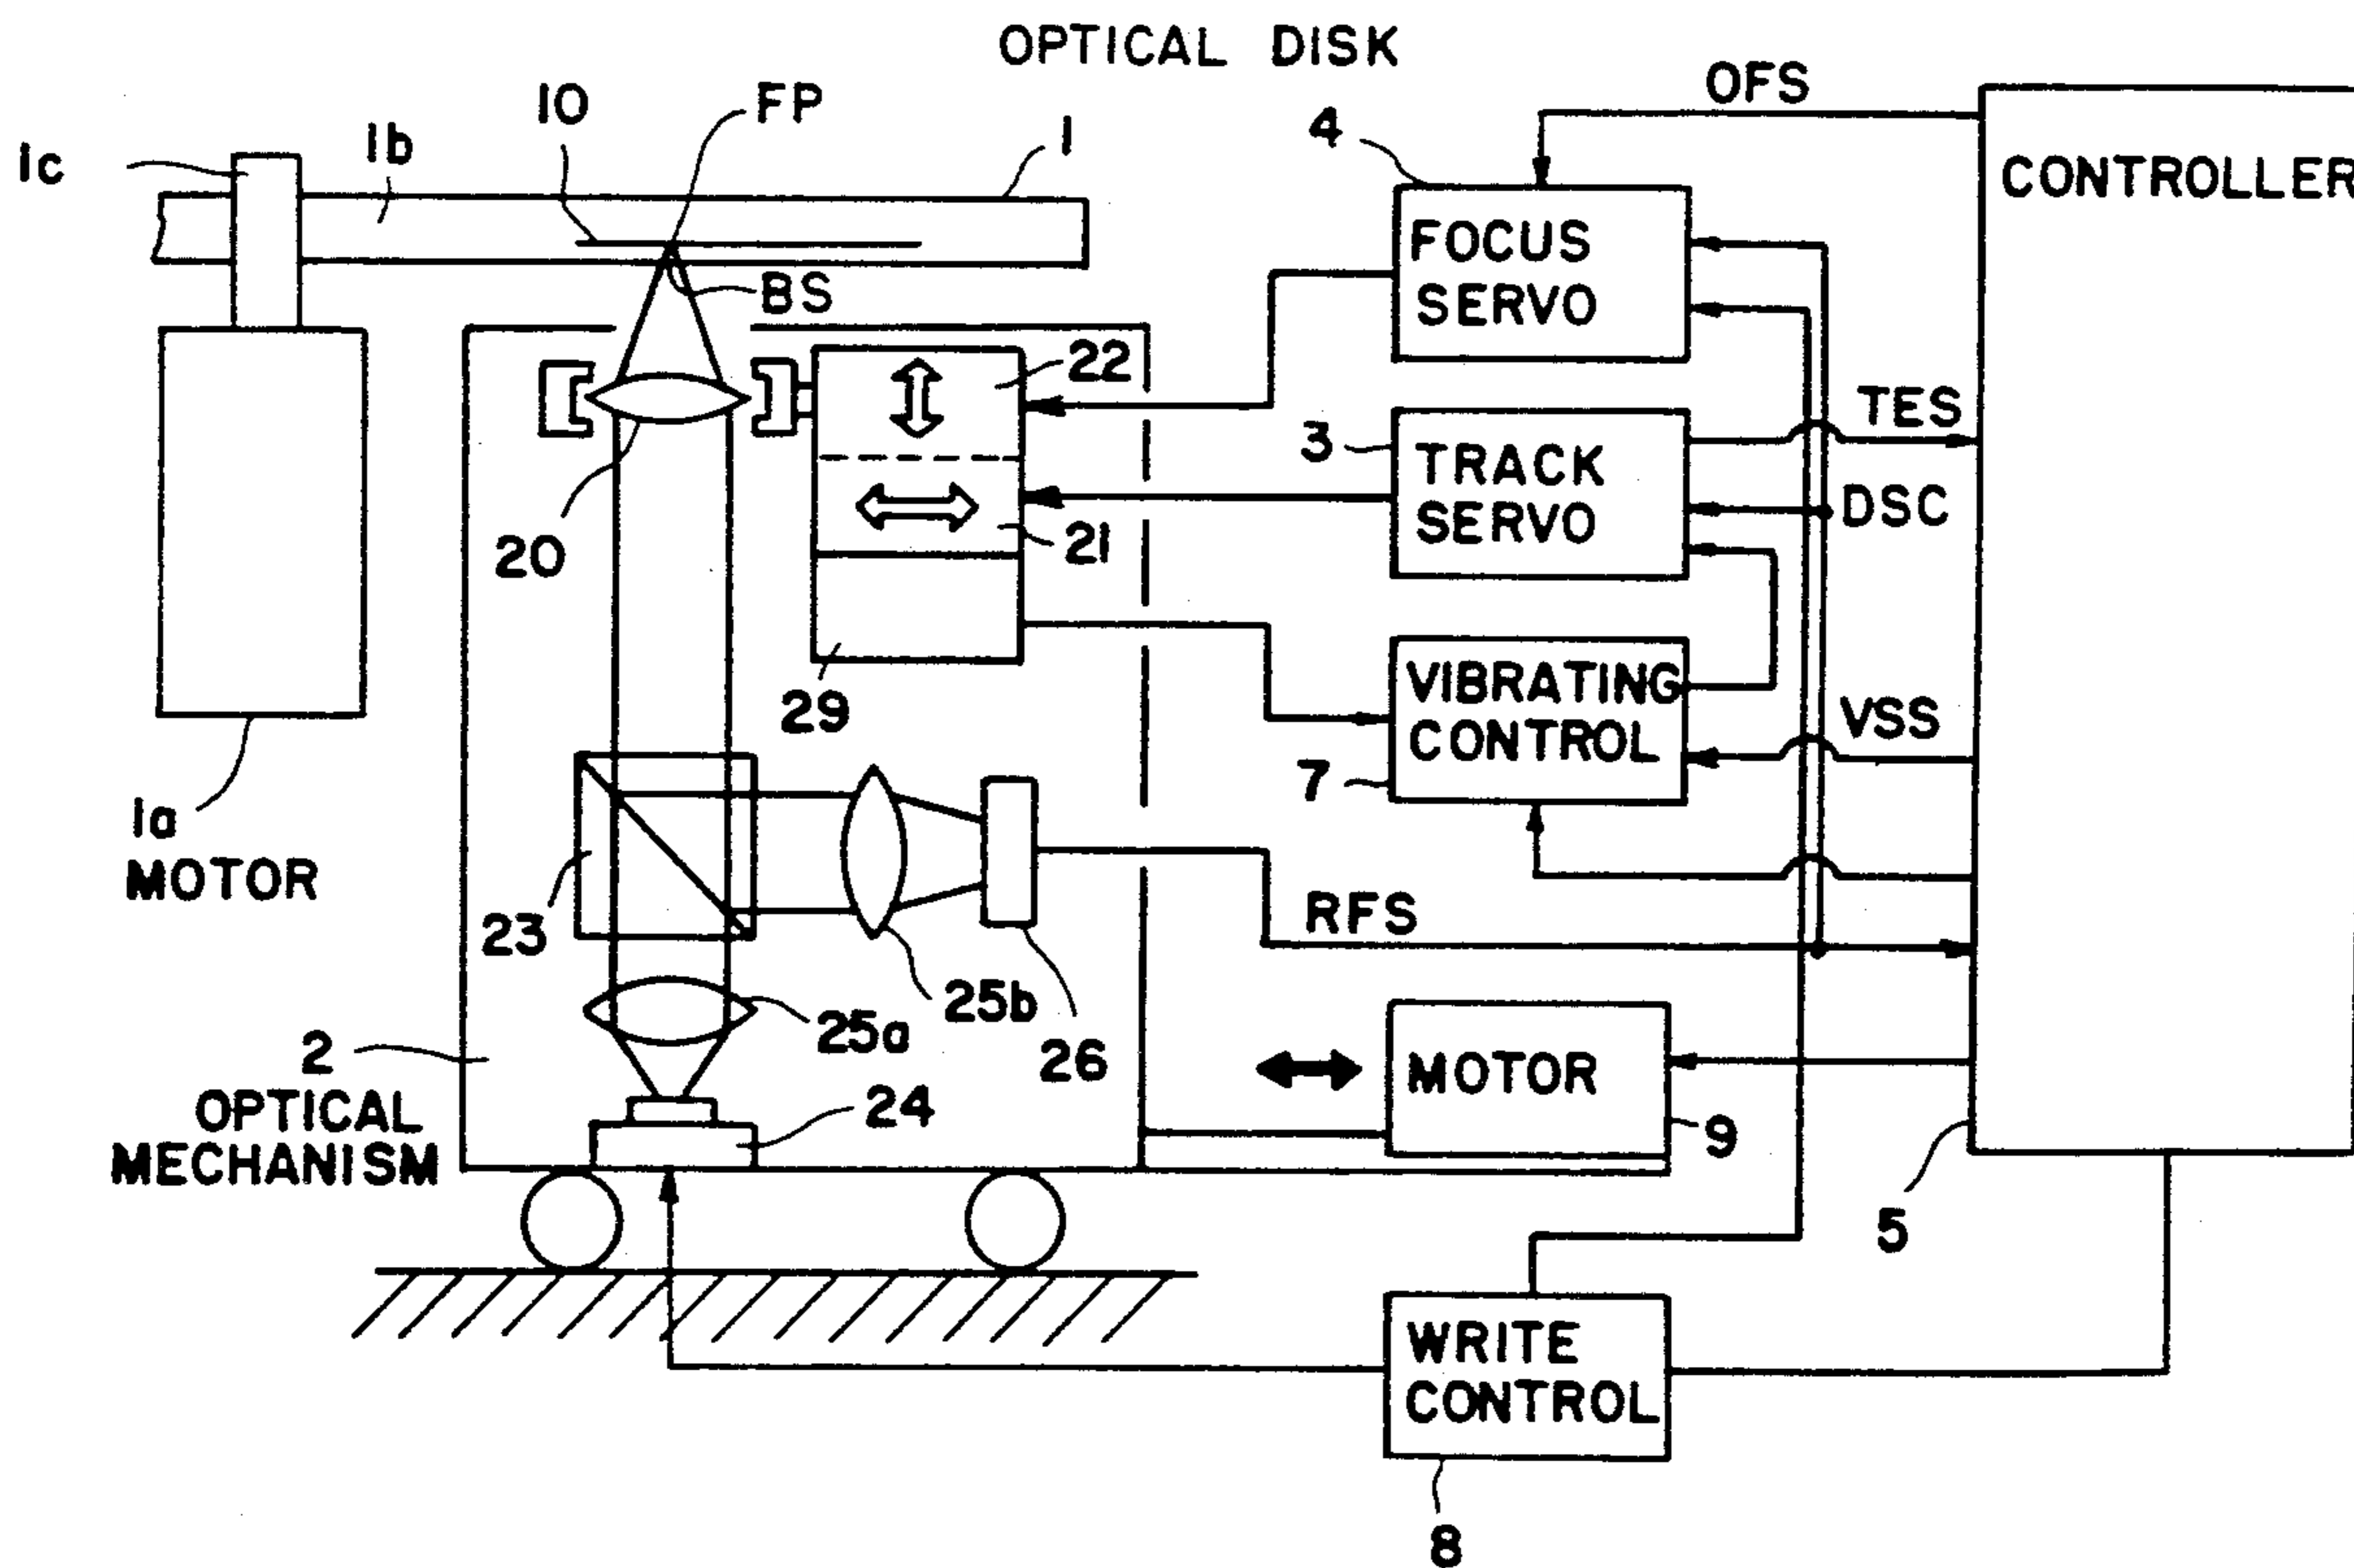 OPTICAL DISK
OFS
10
FP
4
1
1c
1b
CONTROLLER
FOCUS
SERVO
BS
22
TES
3
TRACK
SERVO
DSC
20
21
VIBRATING
CONTROL
VSS
29
7
1a
MOTOR
23
RFS
25b
25a
26
2
OPTICAL
MECHANISM
24
MOTOR
9
5
WRITE
CONTROL
8